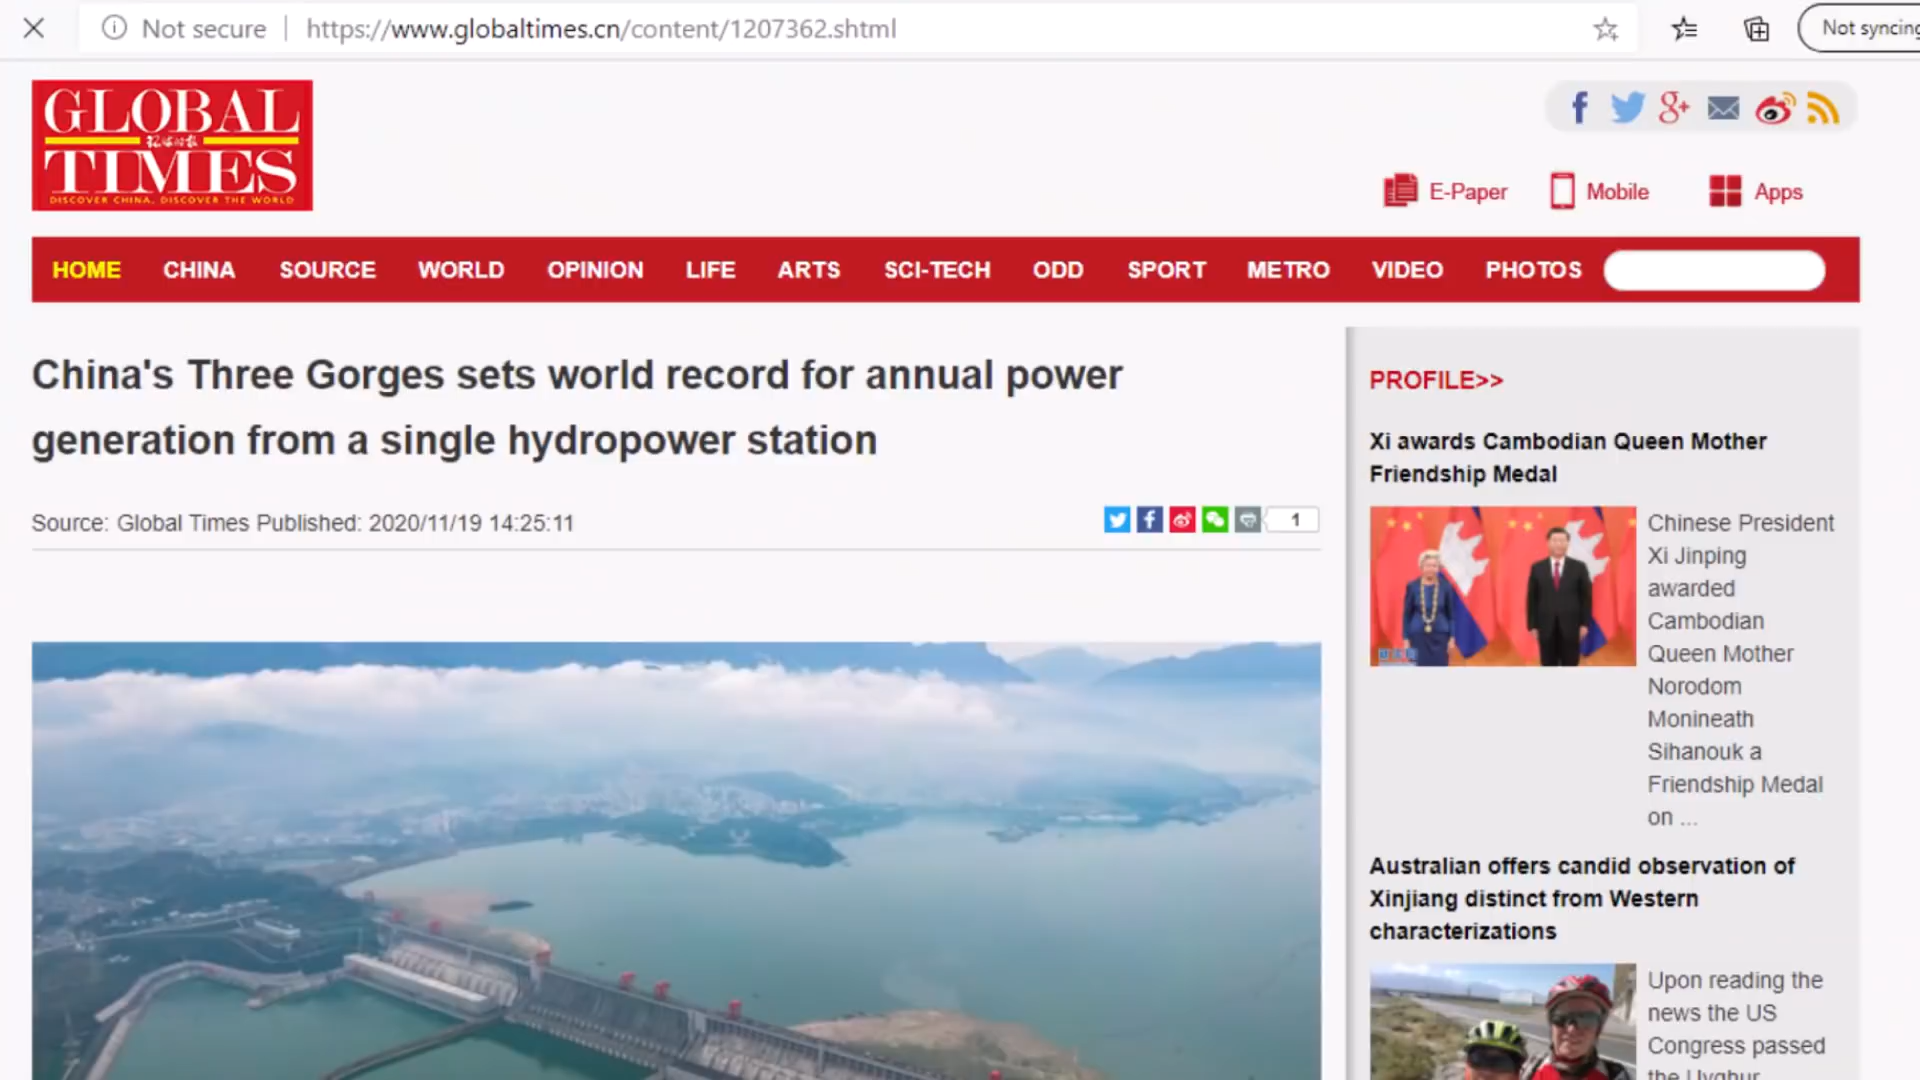 Not secure
https://www.globaltimes.cn/content/1207362.shtml
Not syncing
GLOBAL
TIMES
DISCOVER CHINA, DISCOVER THE WORLD
E-Paper
Mobile
Apps
HOME CHINA SOURCE WORLD OPINION LIFE ARTS SCI-TECH ODD SPORT METRO VIDEO PHOTOS
China's Three Gorges sets world record for annual power
generation from a single hydropower station
Source: Global Times Published: 2020/11/19 14:25:11
1
PROFILE>>
Xi awards Cambodian Queen Mother
Friendship Medal
Chinese President
Xi Jinping
awarded
Cambodian
Queen Mother
Norodom
Monineath
Sihanouk a
Friendship Medal
on ...
Australian offers candid observation of
Xinjiang distinct from Western
characterizations
Upon reading the
news the US
Congress passed
the Uyghur